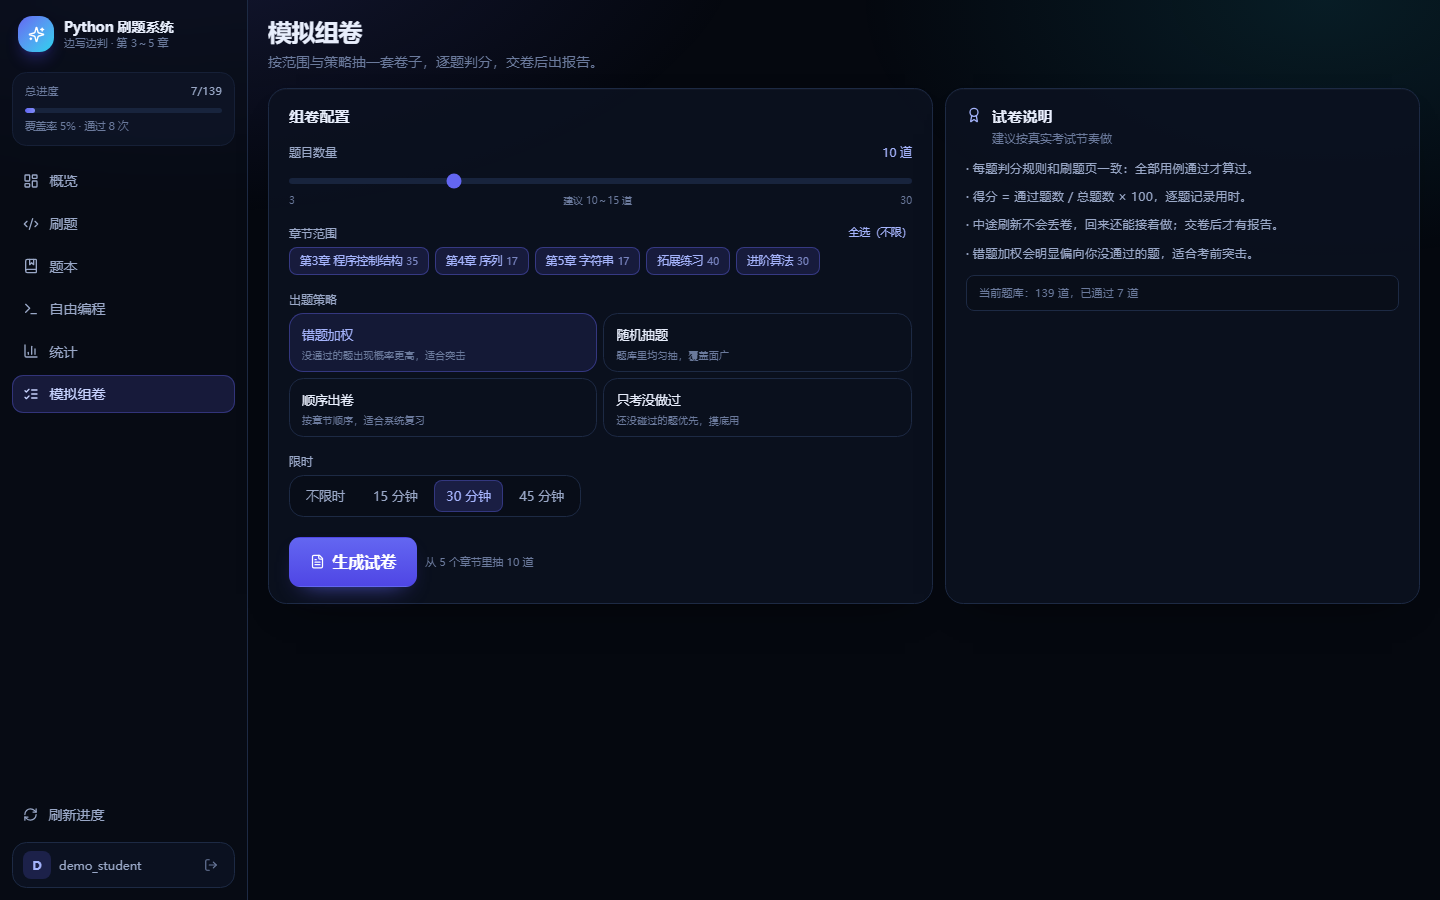 Python 刷题系统
边写边判 · 第 3 ~ 5 章
总进度 7/139
覆盖率 5% · 通过 8 次
概览
刷题
题本
自由编程
统计
模拟组卷
刷新进度
D demo_student
模拟组卷
按范围与策略抽一套卷子，逐题判分，交卷后出报告。
组卷配置
题目数量 10 道
3 建议 10 ~ 15 道 30
章节范围 全选（不限）
第3章 程序控制结构 35 第4章 序列 17 第5章 字符串 17 拓展练习 40 进阶算法 30
出题策略
错题加权
没通过的题出现概率更高，适合突击
随机抽题
题库里均匀抽，覆盖面广
顺序出卷
按章节顺序，适合系统复习
只考没做过
还没碰过的题优先，摸底用
限时
不限时 15 分钟 30 分钟 45 分钟
生成试卷 从 5 个章节里抽 10 道
试卷说明
建议按真实考试节奏做
· 每题判分规则和刷题页一致：全部用例通过才算过。
· 得分 = 通过题数 / 总题数 × 100，逐题记录用时。
· 中途刷新不会丢卷，回来还能接着做；交卷后才有报告。
· 错题加权会明显偏向你没通过的题，适合考前突击。
当前题库：139 道，已通过 7 道